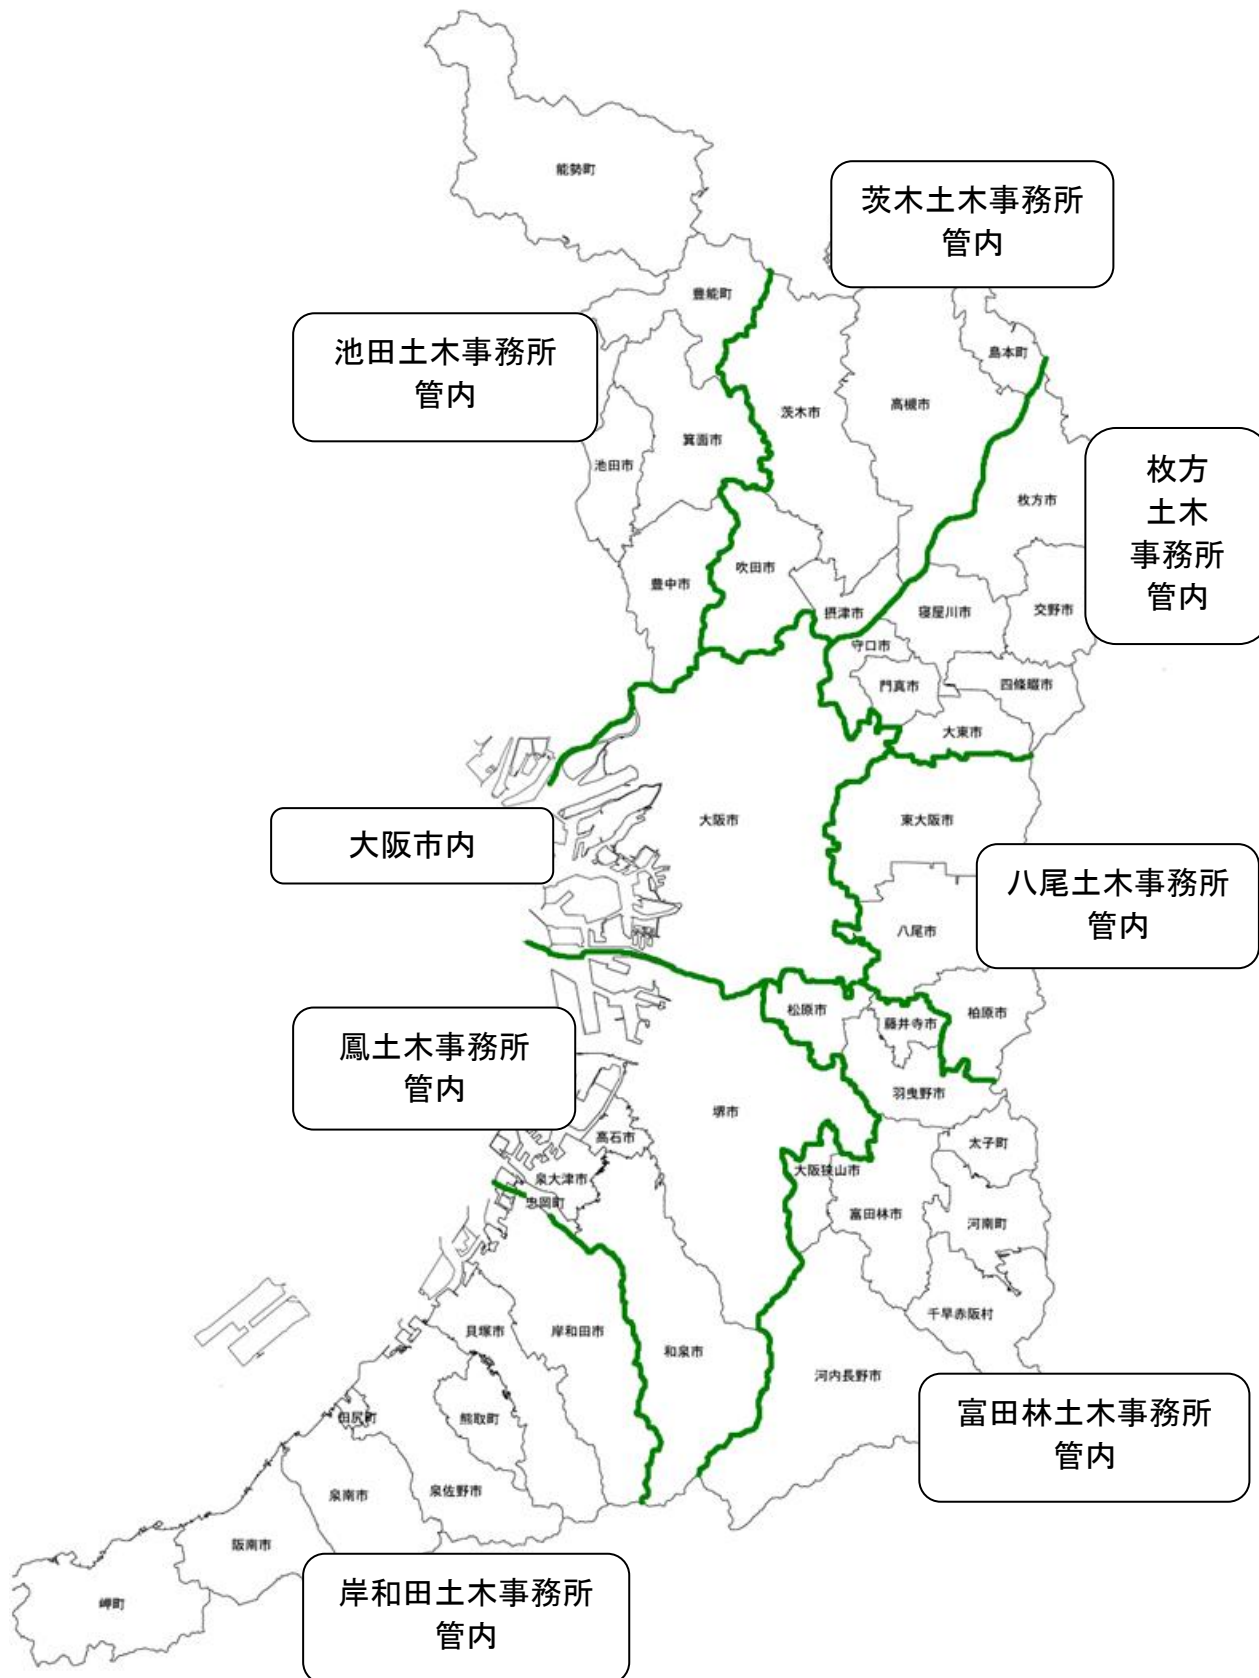 能勢町
茨木土木事務所
管内
豊能町
池田土木事務所
管内
島本町
高槻市
茨木市
箕面市
池田市
枚方市
枚方
土木
事務所
管内
吹田市
豊中市
摂津市
寝屋川市
交野市
守口市
門真市
四條畷市
大東市
大阪市
東大阪市
大阪市内
八尾土木事務所
管内
八尾市
松原市
藤井寺市
柏原市
鳳土木事務所
管内
羽曳野市
堺市
高石市
太子町
泉大津市
大阪狭山市
忠岡町
富田林市
河南町
千早赤阪村
貝塚市
岸和田市
和泉市
河内長野市
田尻町
熊取町
富田林土木事務所
管内
泉南市
泉佐野市
阪南市
岬町
岸和田土木事務所
管内